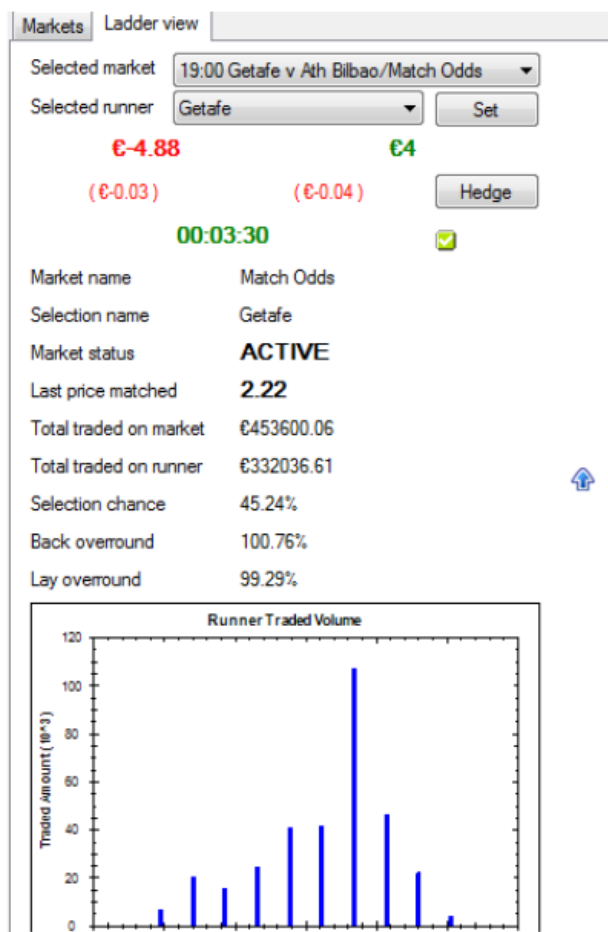 Markets Ladder view
Selected market 19:00 Getafe v Ath Bilbao/Match Odds
Selected runner Getafe Set
€-4.88 €4
( €-0.03 ) ( €-0.04 ) Hedge
00:03:30
Market name Match Odds
Selection name Getafe
Market status ACTIVE
Last price matched 2.22
Total traded on market €453600.06
Total traded on runner €332036.61
Selection chance 45.24%
Back overround 100.76%
Lay overround 99.29%
Runner Traded Volume
120
100
80
60
40
20
0
Traded Amount (10^3)